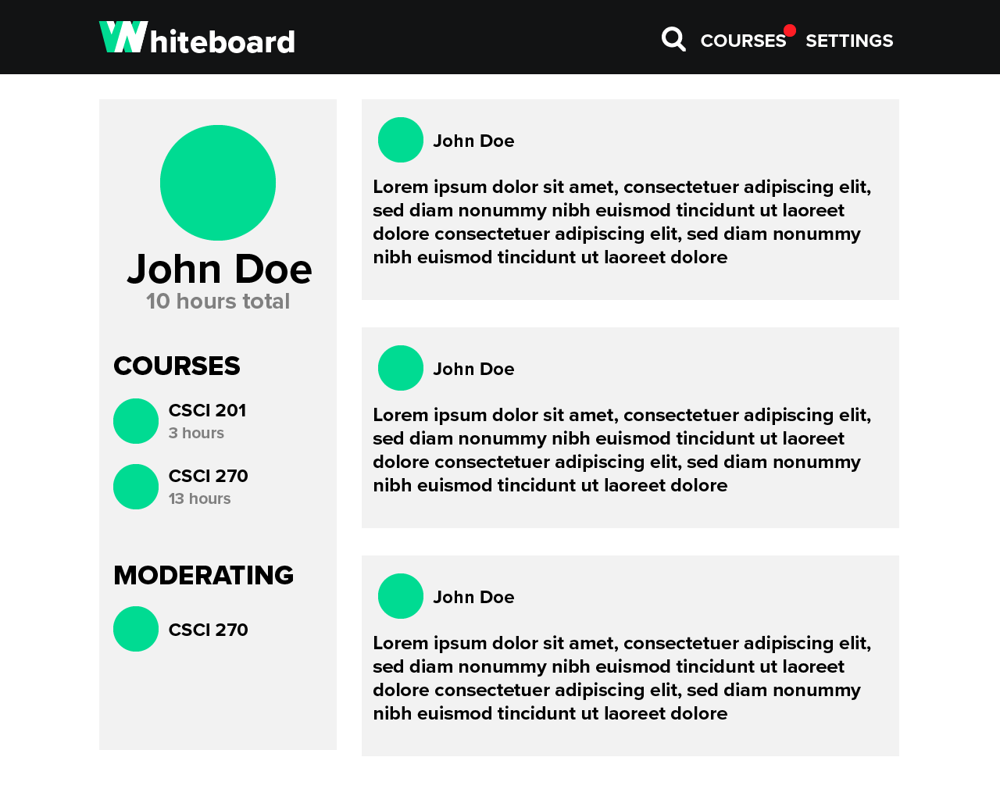 Whiteboard
COURSES
SETTINGS
John Doe
10 hours total
COURSES
CSCI 201
3 hours
CSCI 270
13 hours
MODERATING
CSCI 270
John Doe
Lorem ipsum dolor sit amet, consectetuer adipiscing elit,
sed diam nonummy nibh euismod tincidunt ut laoreet
dolore consectetuer adipiscing elit, sed diam nonummy
nibh euismod tincidunt ut laoreet dolore
John Doe
Lorem ipsum dolor sit amet, consectetuer adipiscing elit,
sed diam nonummy nibh euismod tincidunt ut laoreet
dolore consectetuer adipiscing elit, sed diam nonummy
nibh euismod tincidunt ut laoreet dolore
John Doe
Lorem ipsum dolor sit amet, consectetuer adipiscing elit,
sed diam nonummy nibh euismod tincidunt ut laoreet
dolore consectetuer adipiscing elit, sed diam nonummy
nibh euismod tincidunt ut laoreet dolore